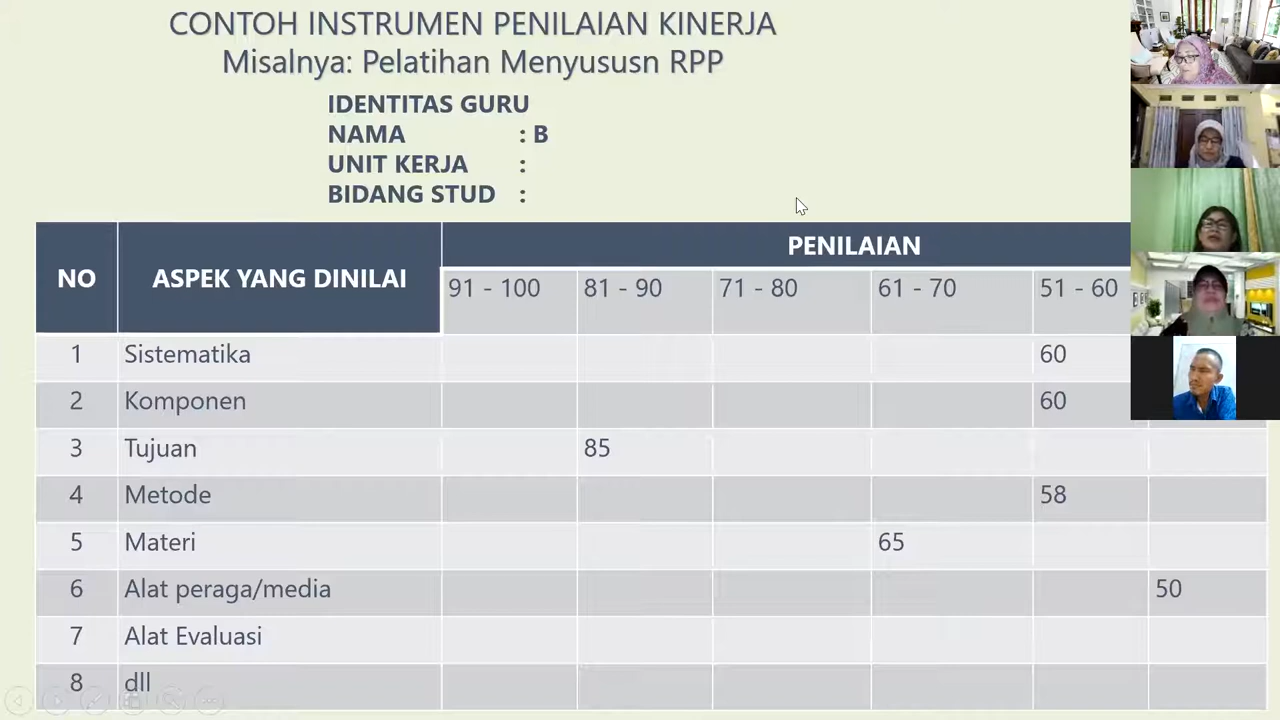 CONTOH INSTRUMEN PENILAIAN KINERJA
Misalnya: Pelatihan Menyususn RPP
IDENTITAS GURU
NAMA : B
UNIT KERJA :
BIDANG STUD :
NO ASPEK YANG DINILAI PENILAIAN
91 - 100 81 - 90 71 - 80 61 - 70 51 - 60
1 Sistematika 60
2 Komponen 60
3 Tujuan 85
4 Metode 58
5 Materi 65
6 Alat peraga/media 50
7 Alat Evaluasi
8 dll